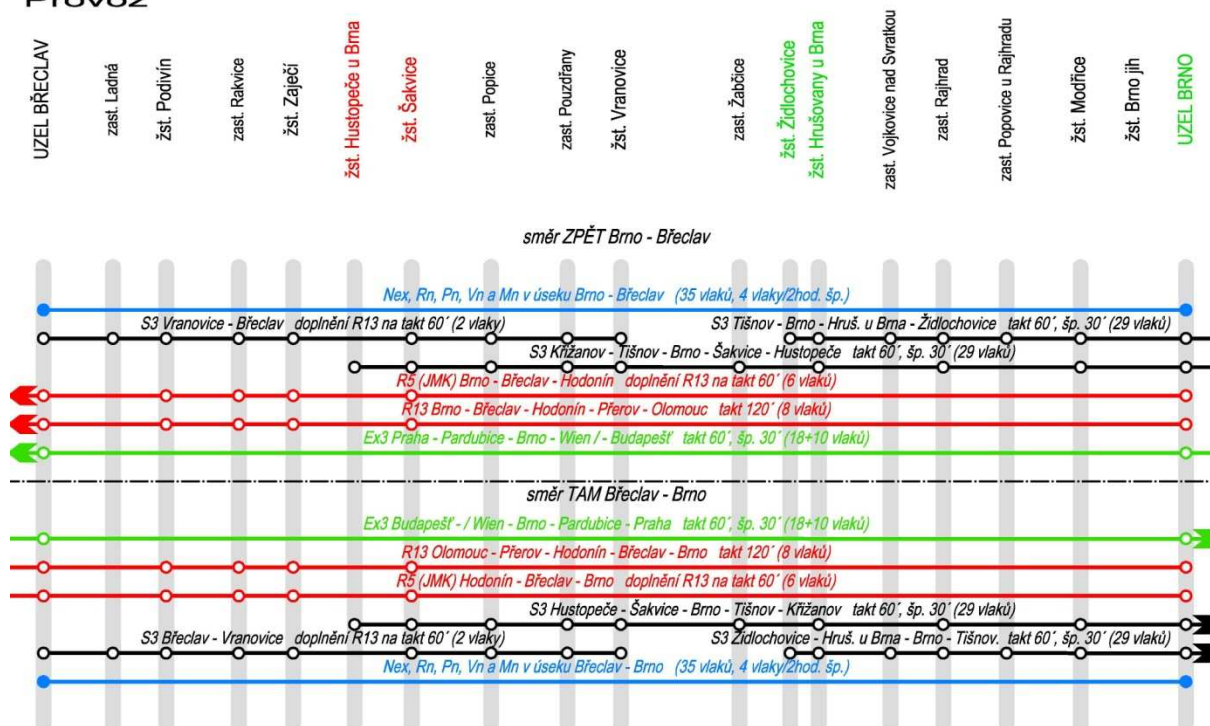 Provoz
UZEL BŘECLAV
zast. Ladná
žst. Podivín
zast. Rakvice
žst. Zaječí
žst. Hustopeče u Brna
žst. Šakvice
zast. Popice
zast. Pouzdřany
žst. Vranovice
zast. Žabčice
žst. Židlochovice
žst. Hrušovany u Brna
zast. Vojkovice nad Svratkou
zast. Rajhrad
zast. Popovice u Rajhradu
žst. Modřice
žst. Brno jih
UZEL BRNO
směr ZPĚT Brno - Břeclav
Nex, Rn, Pn, Vn a Mn v úseku Brno - Břeclav (35 vlaků, 4 vlaky/2hod. šp.)
S3 Vranovice - Břeclav doplnění R13 na takt 60´ (2 vlaky)
S3 Tišnov - Brno - Hruš. u Brna - Židlochovice takt 60´, šp. 30´ (29 vlaků)
S3 Křižanov - Tišnov - Brno - Šakvice - Hustopeče takt 60´, šp. 30´ (29 vlaků)
R5 (JMK) Brno - Břeclav - Hodonín doplnění R13 na takt 60´ (6 vlaků)
R13 Brno - Břeclav - Hodonín - Přerov - Olomouc takt 120´ (8 vlaků)
Ex3 Praha - Pardubice - Brno - Wien / - Budapešť takt 60´, šp. 30´ (18+10 vlaků)
směr TAM Břeclav - Brno
Ex3 Budapešť - / Wien - Brno - Pardubice - Praha takt 60´, šp. 30´ (18+10 vlaků)
R13 Olomouc - Přerov - Hodonín - Břeclav - Brno takt 120´ (8 vlaků)
R5 (JMK) Hodonín - Břeclav - Brno doplnění R13 na takt 60´ (6 vlaků)
S3 Hustopeče - Šakvice - Brno - Tišnov - Křižanov takt 60´, šp. 30´ (29 vlaků)
S3 Břeclav - Vranovice doplnění R13 na takt 60´ (2 vlaky)
S3 Židlochovice - Hruš. u Brna - Brno - Tišnov. takt 60´, šp. 30´ (29 vlaků)
Nex, Rn, Pn, Vn a Mn v úseku Břeclav - Brno (35 vlaků, 4 vlaky/2hod. šp.)